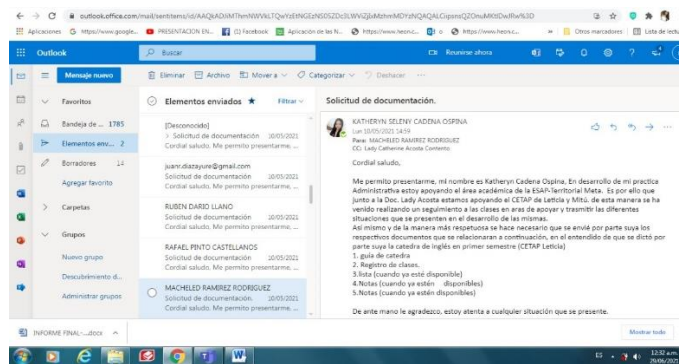 outlook.office.com/mail/sentitems/id/
Aplicaciones
https://www.google...
PRESENTACION EN...
(1) Facebook
Aplicación de las N...
https://www.heon.c...
o
https://www.heon.c...
Otros marcadores
Lista de lectu
Outlook
Buscar
Reunirse ahora
Mensaje nuevo
Eliminar
Archivo
Mover a
Categorizar
Deshacer
Favoritos
Bandeja de ... 1785
Elementos env... 2
Borradores 14
Agregar favorito
Carpetas
Grupos
Nuevo grupo
Descubrimiento d...
Administrar grupos
Elementos enviados
Filtrar
[Desconocido]
> Solicitud de documentación 10/05/2021
Cordial saludo, Me permito presentarme, ...
juanr.diazayure@gmail.com
Solicitud de documentación 10/05/2021
Cordial saludo, Me permito presentarme, ...
RUBEN DARIO LLANO
Solicitud de documentación 10/05/2021
Cordial saludo, Me permito presentarme, ...
RAFAEL PINTO CASTELLANOS
Solicitud de documentación. 10/05/2021
Cordial saludo, Me permito presentarme, ...
MACHELED RAMIREZ RODRIGUEZ
Solicitud de documentación. 10/05/2021
Cordial saludo, Me permito presentarme, ...
Solicitud de documentación.
KATHERYN SELENY CADENA OSPINA
Lun 10/05/2021 14:59
Para: MACHELED RAMIREZ RODRIGUEZ
CC: Lady Catherine Acosta Contento
Cordial saludo,
Me permito presentarme, mi nombre es Katheryn Cadena Ospina, En desarrollo de mi practica
Administrativa estoy apoyando el área académica de la ESAP-Territorial Meta. Es por ello que
junto a la Doc. Lady Acosta estamos apoyando el CETAP de Leticia y Mitú. de esta manera se ha
venido realizando un seguimiento a las clases en aras de apoyar y trasmitir las diferentes
situaciones que se presenten en el desarrollo de las mismas.
Así mismo y de la manera más respetuosa se hace necesario que se envié por parte suya los
respectivos documentos que se relacionaran a continuación, en el entendido de que se dictó por
parte suya la catedra de inglés en primer semestre (CETAP Leticia)
1. guía de catedra
2. Registro de clases.
3.lista (cuando ya esté disponible)
4.Notas (cuando ya estén disponibles)
5.Notas (cuando ya estén disponibles)
De ante mano le agradezco, estoy atenta a cualquier situación que se presente.
INFORME FINAL-....docx
Mostrar todo
ES
12:32 a.m.
29/06/2021